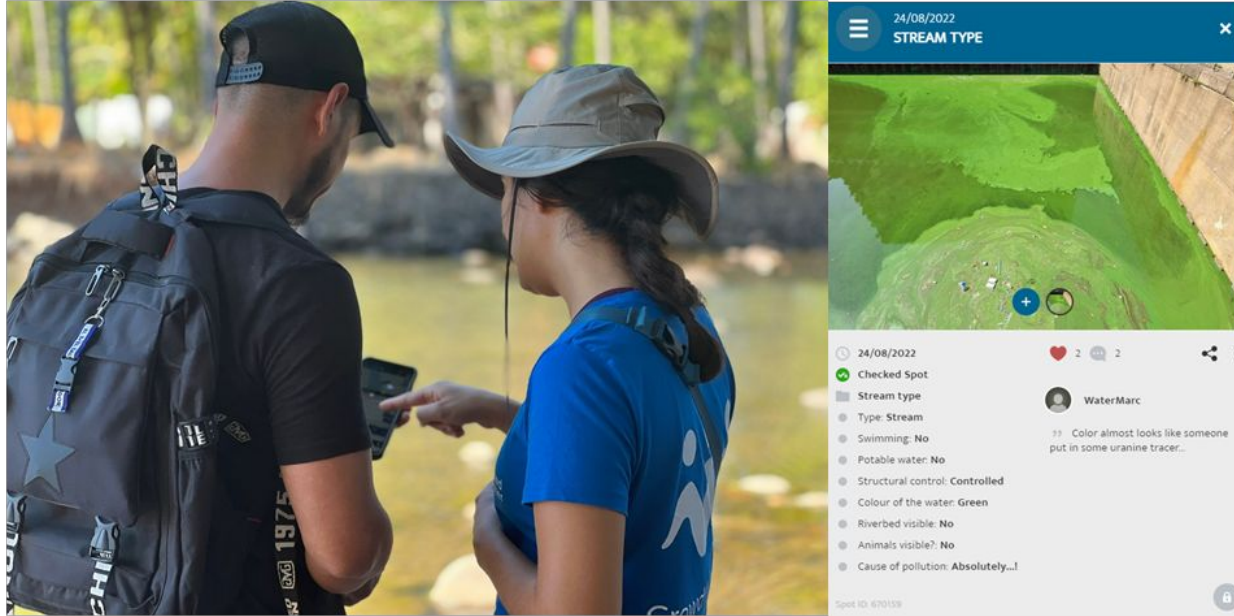 1975
24/08/2022
STREAM TYPE
24/08/2022
Checked Spot
Stream type
Type: Stream
Swimming: No
Potable water: No
Structural control: Controlled
Colour of the water: Green
Riverbed visible: No
Animals visible?: No
Cause of pollution: Absolutely...!
Spot ID: 670159
2 2
WaterMarc
Color almost looks like someone
put in some uranine tracer...